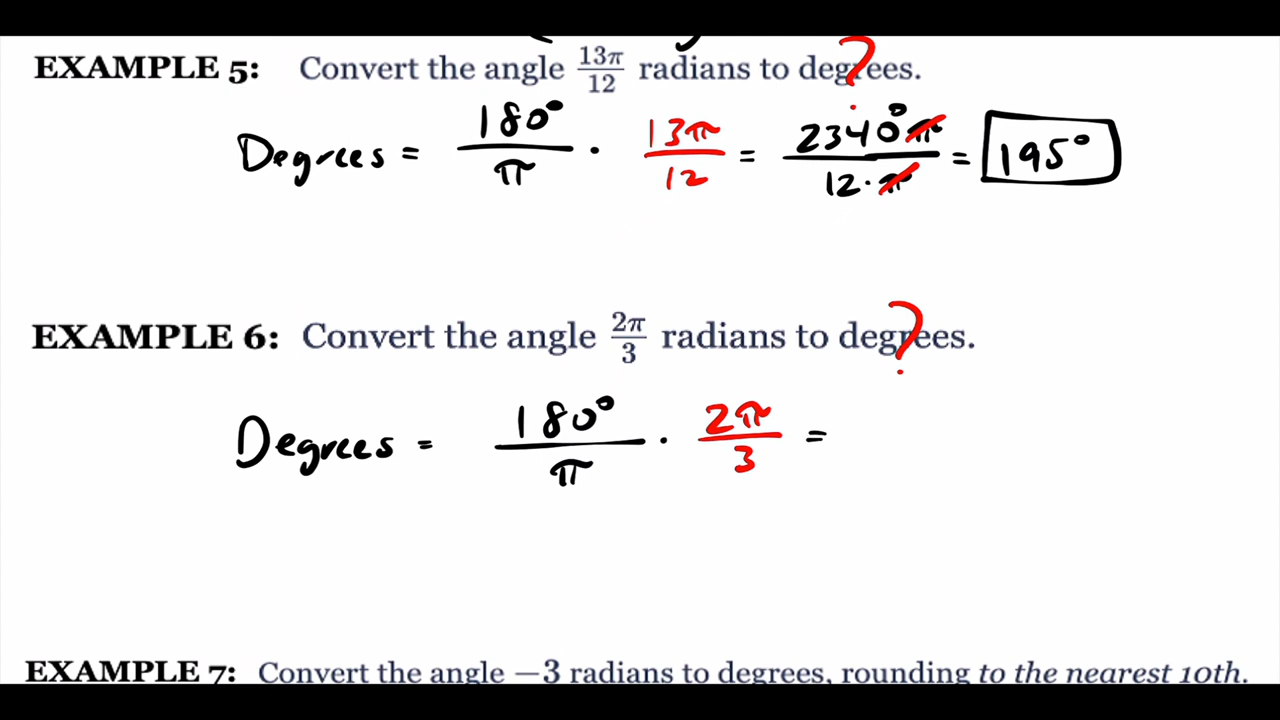 EXAMPLE 5: Convert the angle 13π/12 radians to degrees. ?
Degrees = 180°/π · 13π/12 = 2340°π/12·π = 195°
EXAMPLE 6: Convert the angle 2π/3 radians to degrees. ?
Degrees = 180°/π · 2π/3 =
EXAMPLE 7: Convert the angle −3 radians to degrees, rounding to the nearest 10th.